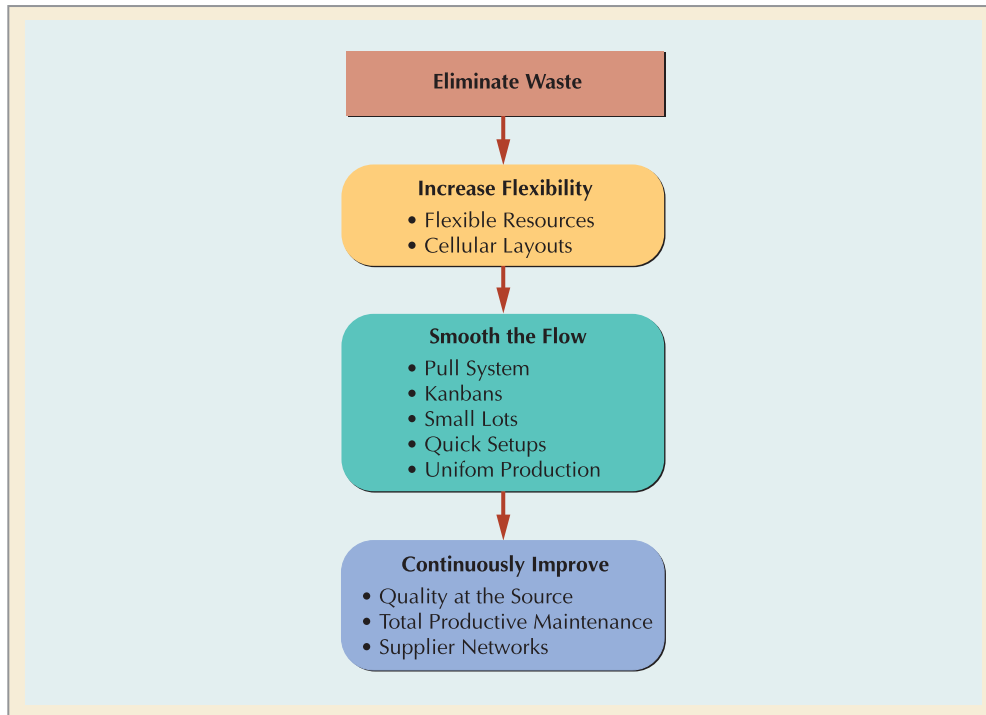 Eliminate Waste
Increase Flexibility
• Flexible Resources
• Cellular Layouts
Smooth the Flow
• Pull System
• Kanbans
• Small Lots
• Quick Setups
• Unifom Production
Continuously Improve
• Quality at the Source
• Total Productive Maintenance
• Supplier Networks